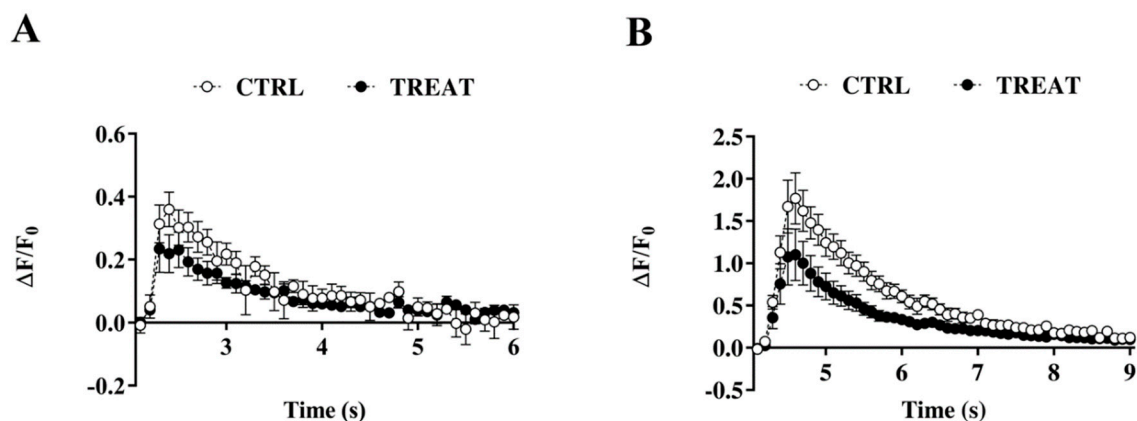 A
CTRL TREAT
0.6
0.4
0.2
0.0
-0.2
ΔF/F0
3 4 5 6
Time (s)
B
CTRL TREAT
2.5
2.0
1.5
1.0
0.5
0.0
-0.5
ΔF/F0
5 6 7 8 9
Time (s)